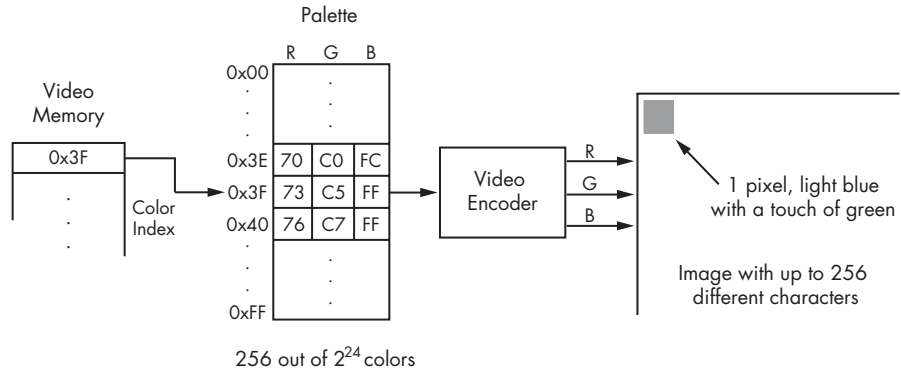 Palette
R G B
0x00
Video
Memory
0x3F
0x3E 70 C0 FC
0x3F 73 C5 FF
0x40 76 C7 FF
0xFF
Color
Index
256 out of 2^24 colors
Video
Encoder
R
G
B
1 pixel, light blue
with a touch of green
Image with up to 256
different characters